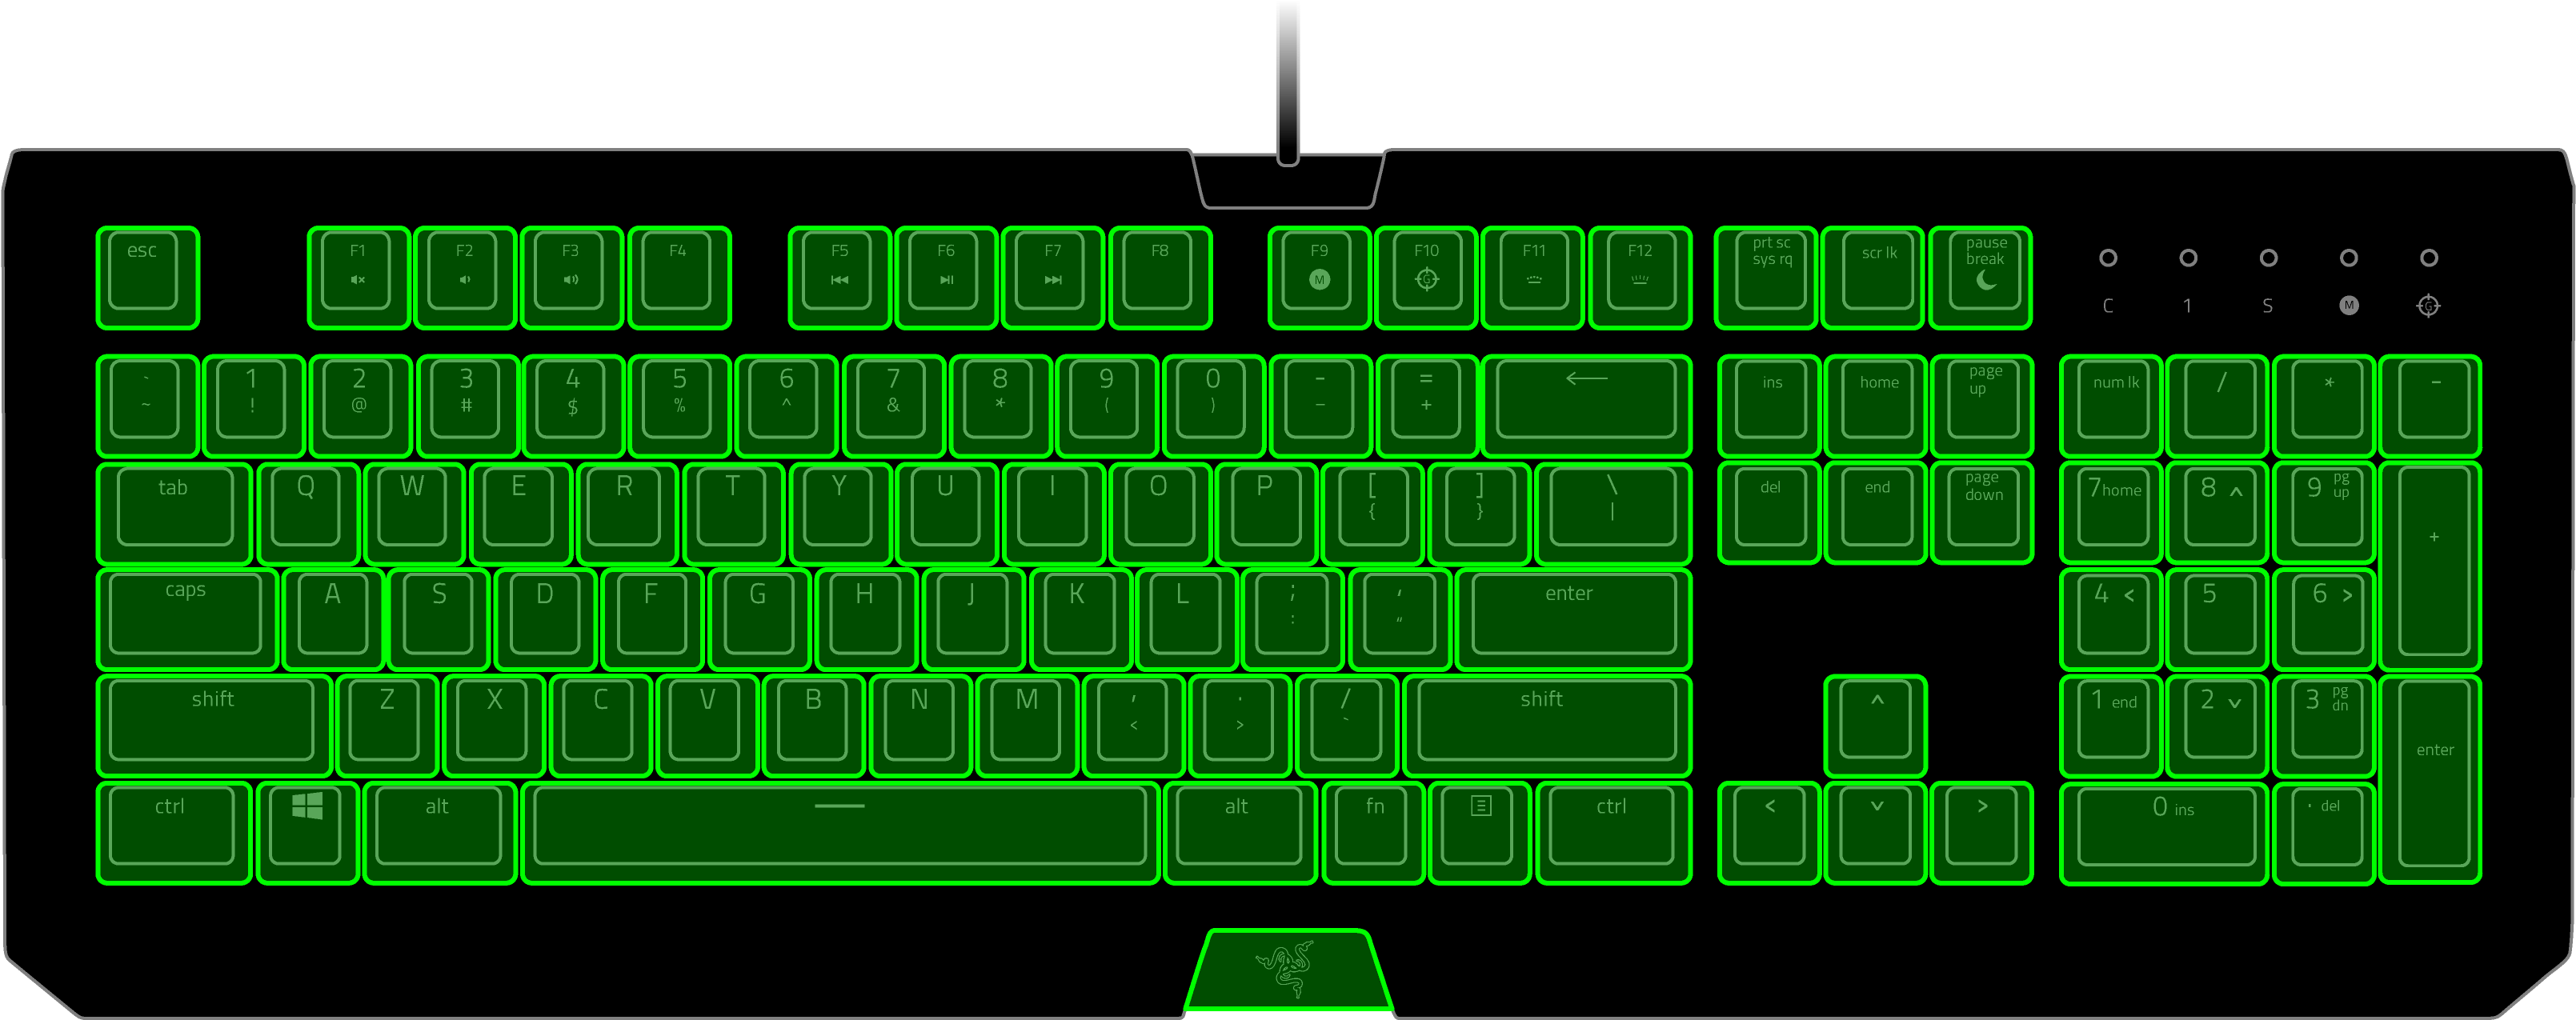 esc F1 F2 F3 F4 F5 F6 F7 F8 F9 F10 F11 F12 prt sc scr lk pause
sys rq break
M G
C 1 S M G
` 1 2 3 4 5 6 7 8 9 0 - = ← ins home page num lk / * -
~ ! @ # $ % ^ & * ( ) _ + up
tab Q W E R T Y U I O P [ ] \ del end page 7 home 8 ^ 9 pg
{ } | down up
+
caps A S D F G H J K L ; ‘ enter 4 < 5 6 >
: “
shift Z X C V B N M , . / shift ^ 1 end 2 v 3 pg
< > ` dn
enter
ctrl alt — alt fn ctrl < v > 0 ins . del